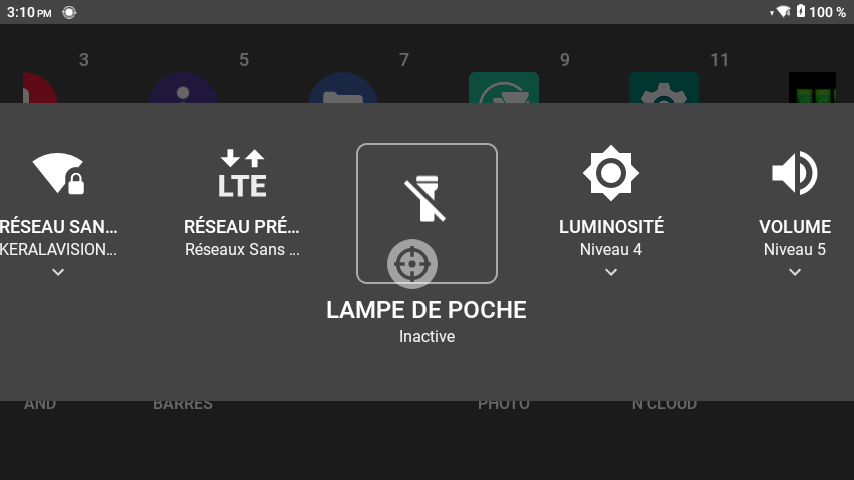 3:10 PM
100 %
3
5
7
9
11
RÉSEAU SAN...
KERALAVISION...
RÉSEAU PRÉ...
LTE
Réseaux Sans ...
LAMPE DE POCHE
Inactive
LUMINOSITÉ
Niveau 4
VOLUME
Niveau 5
AND
BARRES
PHOTO
N CLOUD